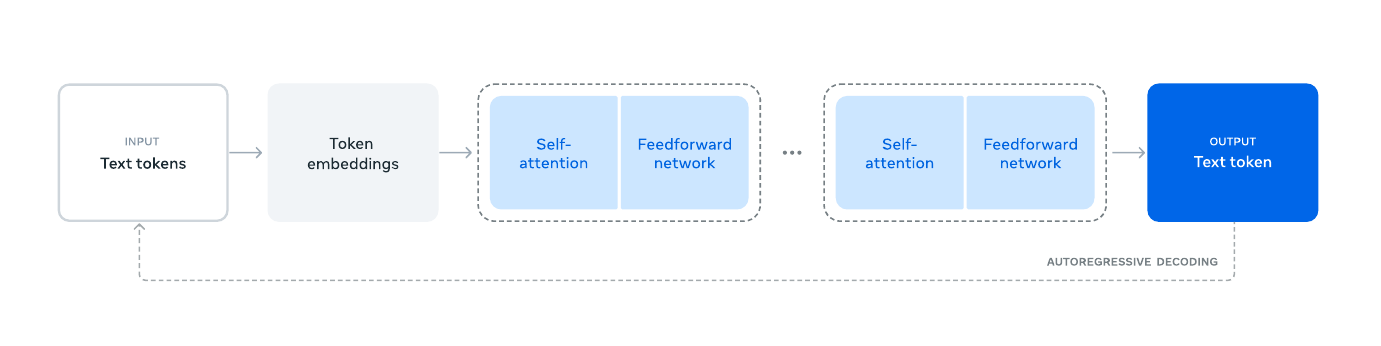 INPUT
Text tokens
Token
embeddings
Self-
attention
Feedforward
network
...
Self-
attention
Feedforward
network
OUTPUT
Text token
AUTOREGRESSIVE DECODING